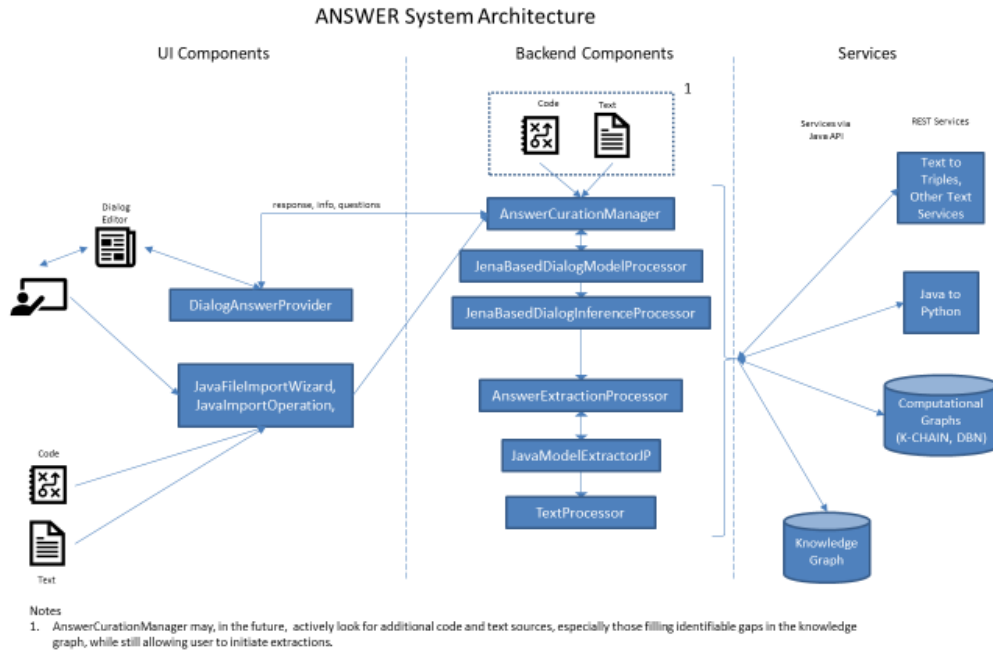 ANSWER System Architecture
UI Components
Backend Components
Services
1
Code
Text
Services via
Java API
REST Services
Text to
Triples,
Other Text
Services
Dialog
Editor
response, info, questions
AnswerCurationManager
JenaBasedDialogModelProcessor
DialogAnswerProvider
JenaBasedDialogInferenceProcessor
Java to
Python
JavaFileImportWizard,
JavaImportOperation,
AnswerExtractionProcessor
Computational
Graphs
(K-CHAIN, DBN)
Code
JavaModelExtractorJP
TextProcessor
Text
Knowledge
Graph
Notes
1. AnswerCurationManager may, in the future, actively look for additional code and text sources, especially those filling identifiable gaps in the knowledge
graph, while still allowing user to initiate extractions.